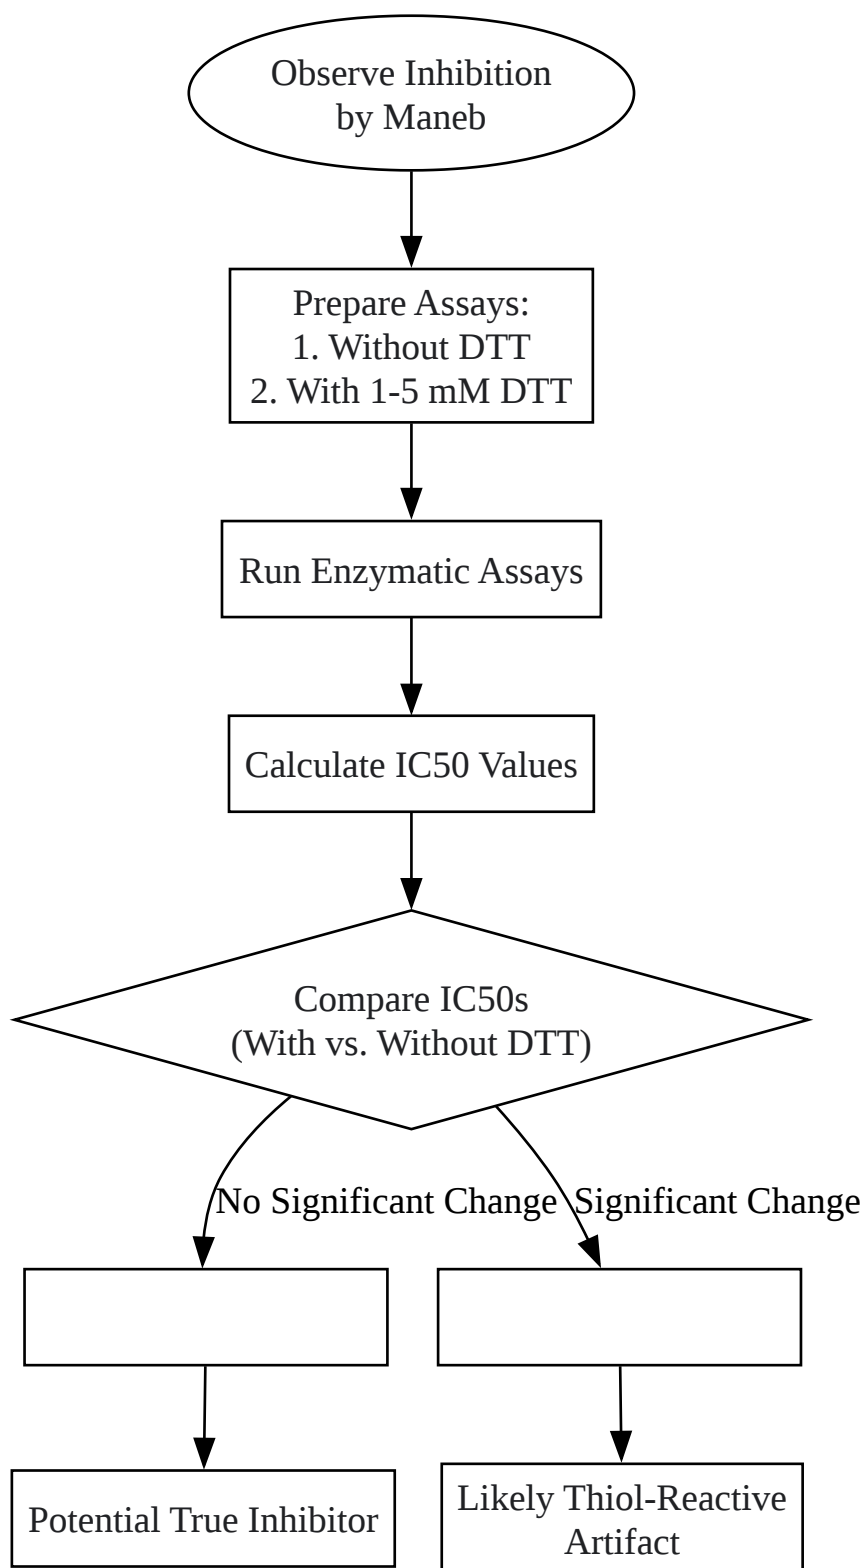 Observe Inhibition
by Maneb
Prepare Assays:
1. Without DTT
2. With 1-5 mM DTT
Run Enzymatic Assays
Calculate IC50 Values
Compare IC50s
(With vs. Without DTT)
No Significant Change
Significant Change
Potential True Inhibitor
Likely Thiol-Reactive
Artifact